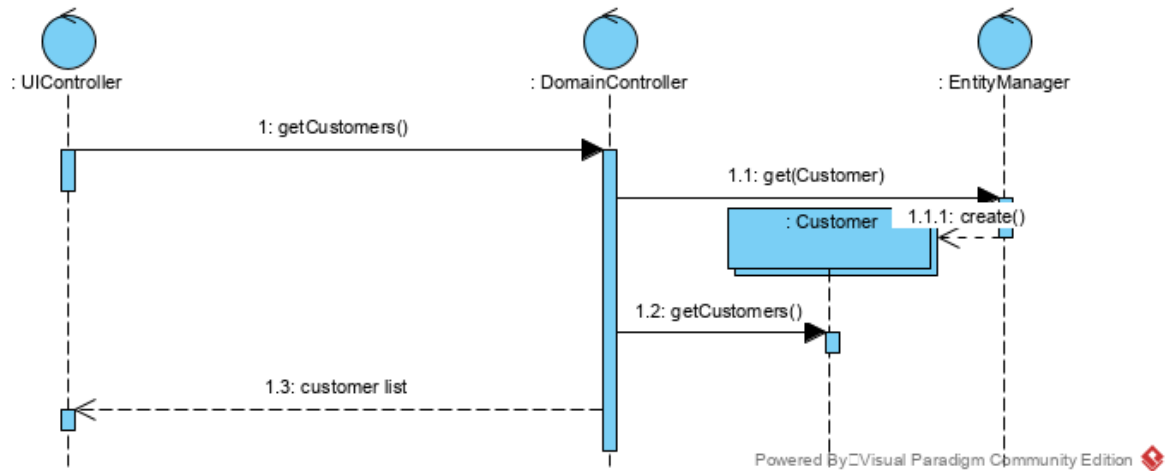 : UIController
: DomainController
: EntityManager
1: getCustomers()
1.1: get(Customer)
: Customer
1.1.1: create()
1.2: getCustomers()
1.3: customer list
Powered By□Visual Paradigm Community Edition